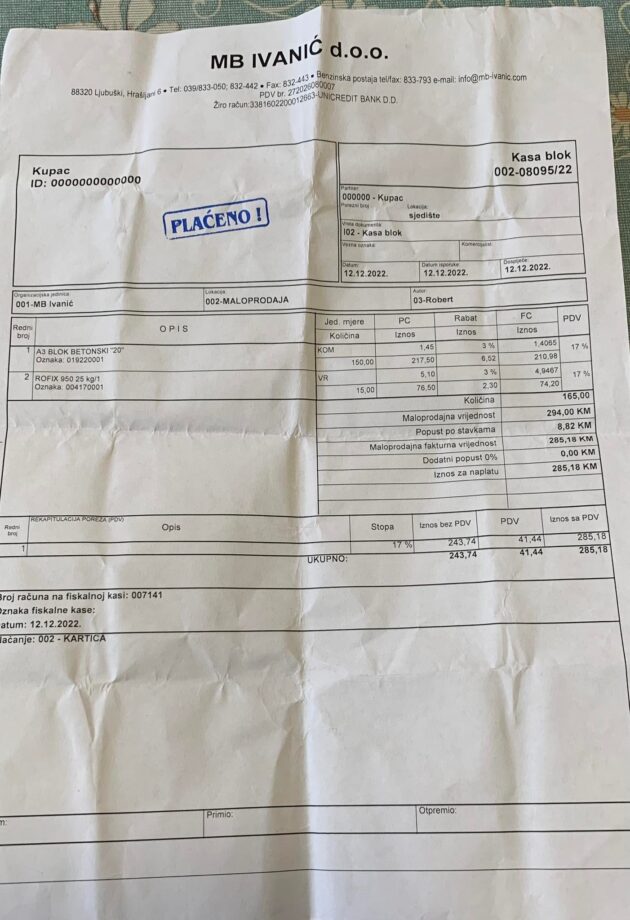 MB IVANIĆ d.o.o.
88320 Ljubuški, Hrašljani 6 • Tel: 039/833-050; 832-442 • Fax: 832-443 • Benzinska postaja tel/fax: 833-793 e-mail: info@mb-ivanic.com
PDV br. 272026080007
Žiro račun:3381602200012663-UNICREDIT BANK D.D.
Kupac
ID: 0000000000000
PLAĆENO !
Kasa blok
002-08095/22
Partner:
000000 - Kupac
Porezni broj Lokacija:
sjedište
Vrsta dokumenta:
I02 - Kasa blok
Vezna oznaka: Komercijalist:
Datum: Datum isporuke: Dospijeće:
12.12.2022. 12.12.2022. 12.12.2022.
Organizacijska jedinica: Lokacija: Autor:
001-MB Ivanić 002-MALOPRODAJA 03-Robert
Redni broj OPIS Jed. mjere PC Rabat FC PDV
Količina Iznos Iznos Iznos
1 A3 BLOK BETONSKI "20" KOM 1,45 3 % 1,4065 17 %
Oznaka: 019220001 150,00 217,50 6,52 210,98
2 ROFIX 950 25 kg/1 VR 5,10 3 % 4,9467 17 %
Oznaka: 004170001 15,00 76,50 2,30 74,20
Količina 165,00
Maloprodajna vrijednost 294,00 KM
Popust po stavkama 8,82 KM
Maloprodajna fakturna vrijednost 285,18 KM
Dodatni popust 0% 0,00 KM
Iznos za naplatu 285,18 KM
REKAPITULACIJA POREZA (PDV)
Redni broj Opis Stopa Iznos bez PDV PDV Iznos sa PDV
1 17 % 243,74 41,44 285,18
UKUPNO: 243,74 41,44 285,18
Broj računa na fiskalnoj kasi: 007141
Oznaka fiskalne kase:
atum: 12.12.2022.
laćanje: 002 - KARTICA
m: Primio: Otpremio: